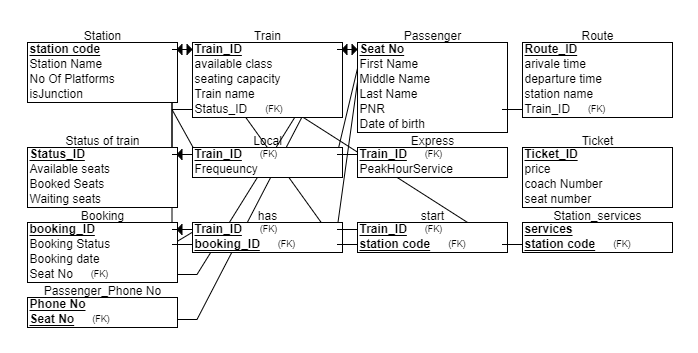 Station
station code
Station Name
No Of Platforms
isJunction
Train
Train_ID
available class
seating capacity
Train name
Status_ID (FK)
Passenger
Seat No
First Name
Middle Name
Last Name
PNR
Date of birth
Route
Route_ID
arivale time
departure time
station name
Train_ID (FK)
Status of train
Status_ID
Available seats
Booked Seats
Waiting seats
Local
Train_ID (FK)
Frequeuncy
Express
Train_ID (FK)
PeakHourService
Ticket
Ticket_ID
price
coach Number
seat number
Booking
booking_ID
Booking Status
Booking date
Seat No (FK)
has
Train_ID (FK)
booking_ID (FK)
start
Train_ID (FK)
station code (FK)
Station_services
services
station code (FK)
Passenger_Phone No
Phone No
Seat No (FK)